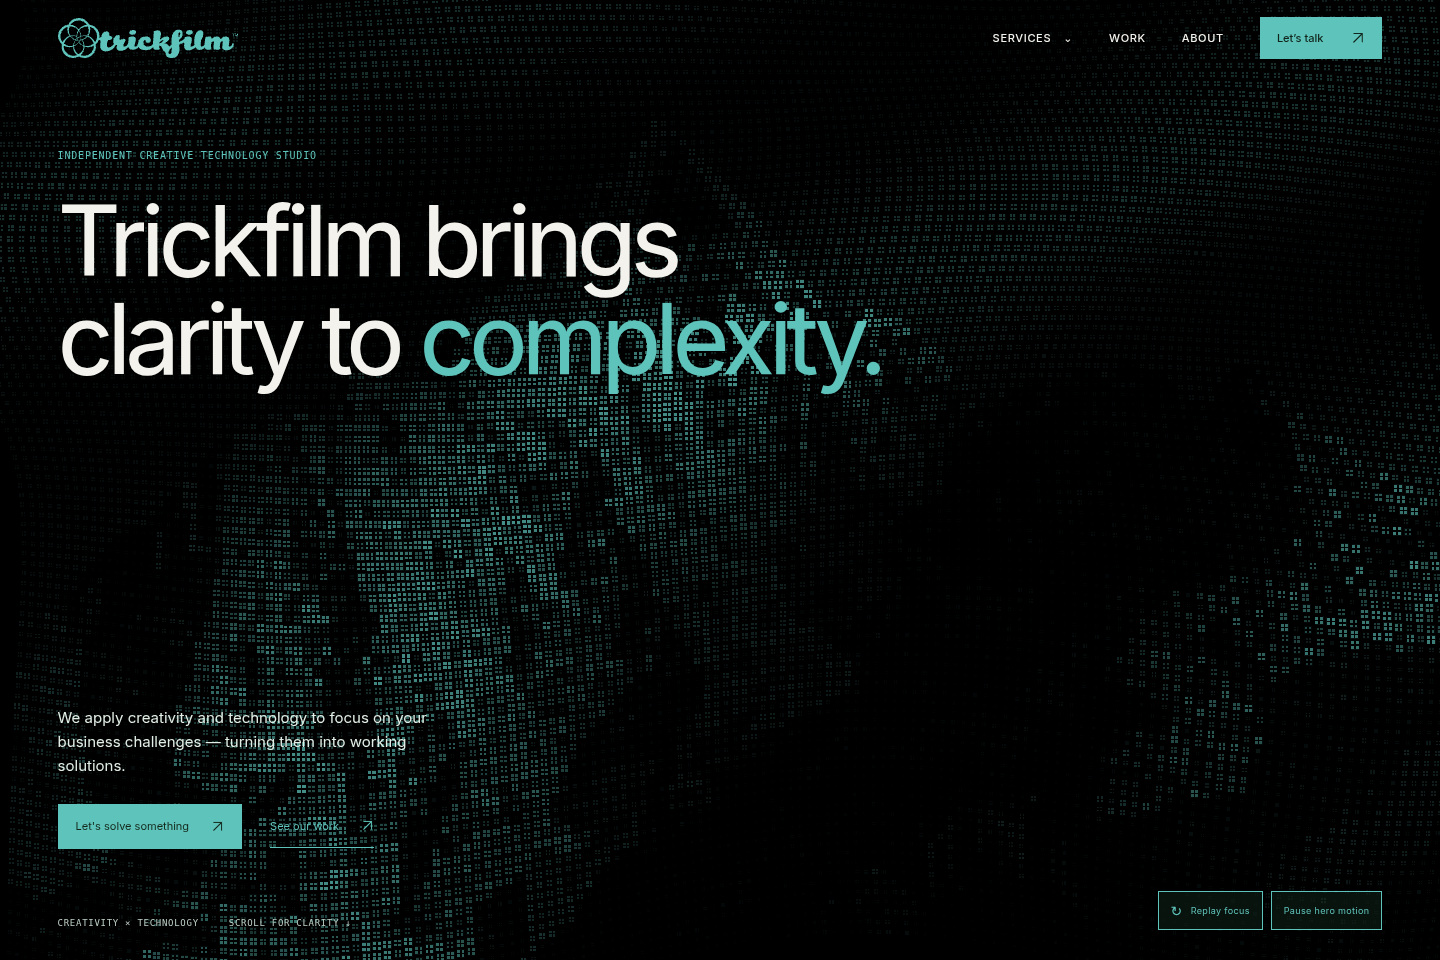 trickfilm
SERVICES
WORK
ABOUT
Let's talk
INDEPENDENT CREATIVE TECHNOLOGY STUDIO
Trickfilm brings
clarity to complexity.
We apply creativity and technology to focus on your
business challenges — turning them into working
solutions.
Let's solve something
See our work
CREATIVITY × TECHNOLOGY
SCROLL FOR CLARITY
Replay focus
Pause hero motion